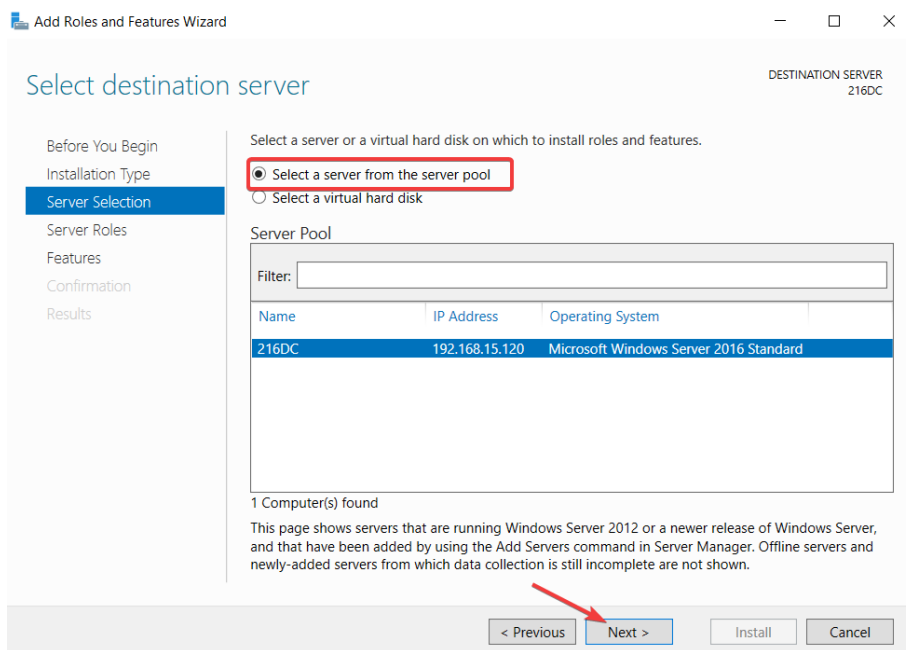 Add Roles and Features Wizard
Select destination server
DESTINATION SERVER
216DC
Before You Begin
Installation Type
Server Selection
Server Roles
Features
Confirmation
Results
Select a server or a virtual hard disk on which to install roles and features.
Select a server from the server pool
Select a virtual hard disk
Server Pool
Filter:
Name IP Address Operating System
216DC 192.168.15.120 Microsoft Windows Server 2016 Standard
1 Computer(s) found
This page shows servers that are running Windows Server 2012 or a newer release of Windows Server,
and that have been added by using the Add Servers command in Server Manager. Offline servers and
newly-added servers from which data collection is still incomplete are not shown.
< Previous Next > Install Cancel